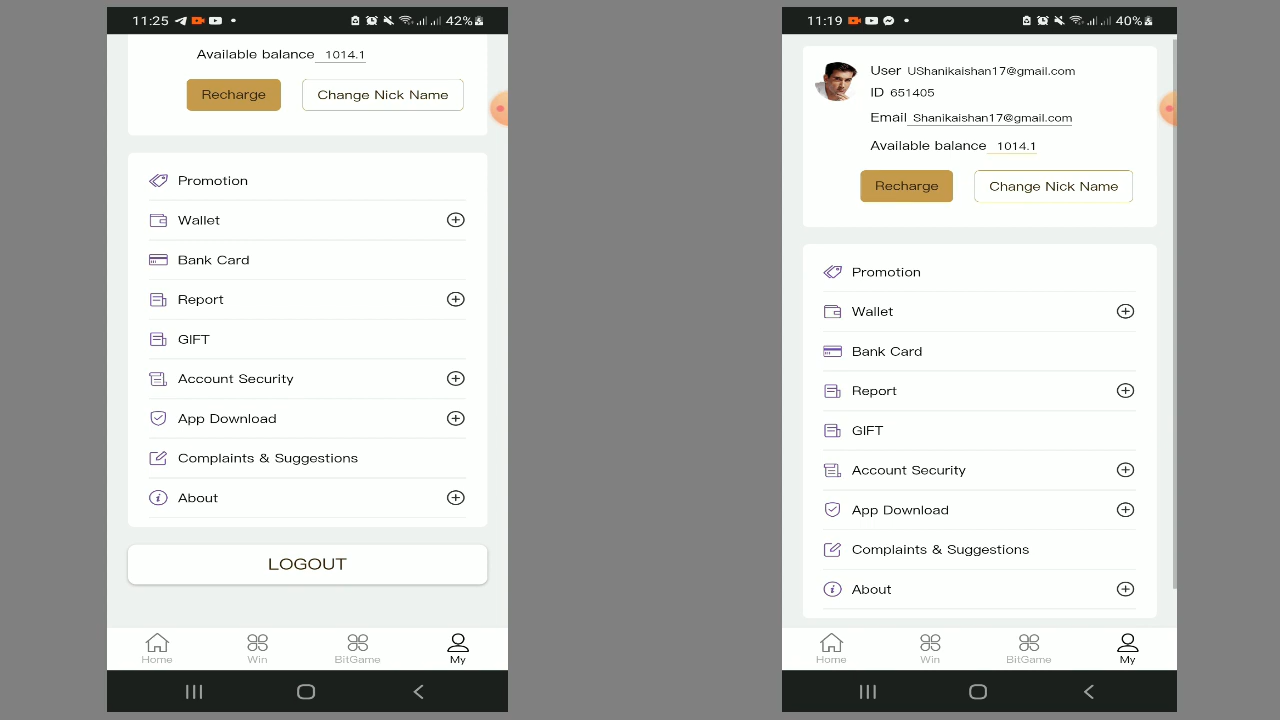 11:25 42%
Available balance 1014.1
Recharge Change Nick Name
Promotion
Wallet
Bank Card
Report
GIFT
Account Security
App Download
Complaints & Suggestions
About
LOGOUT
Home Win BitGame My
11:19 40%
User UShanikaishan17@gmail.com
ID 651405
Email Shanikaishan17@gmail.com
Available balance 1014.1
Recharge Change Nick Name
Promotion
Wallet
Bank Card
Report
GIFT
Account Security
App Download
Complaints & Suggestions
About
Home Win BitGame My